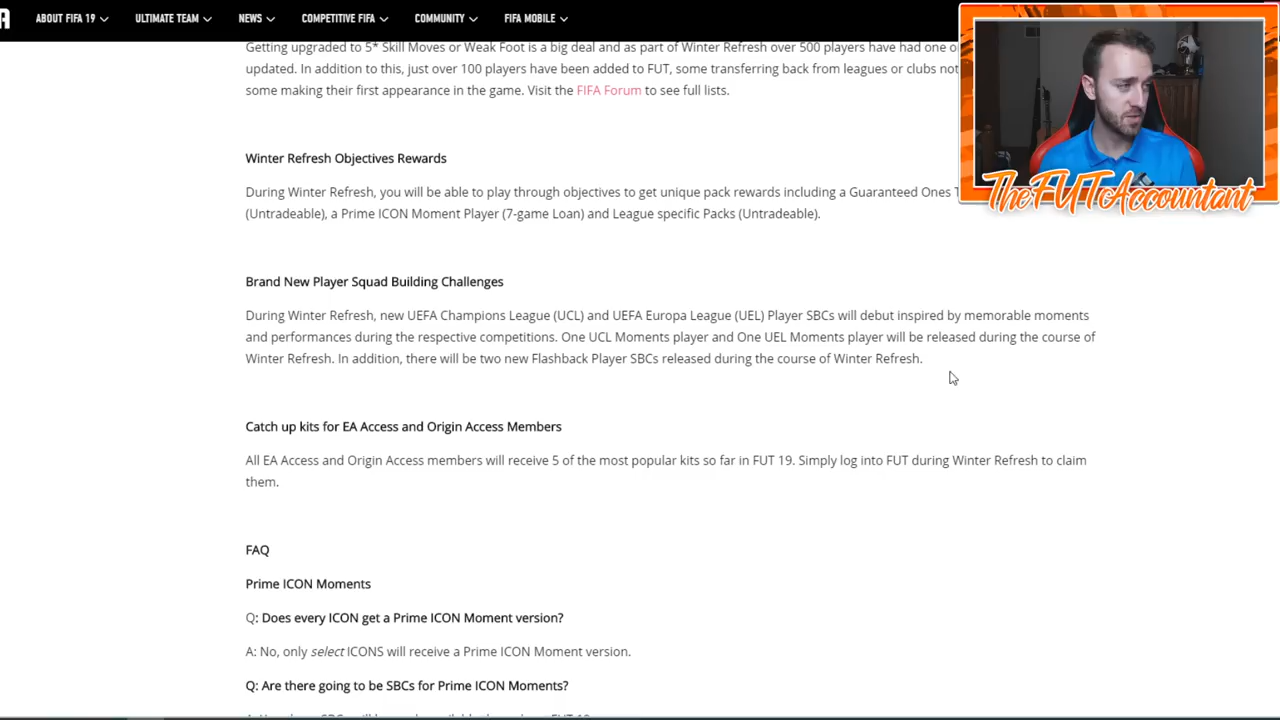 A
ABOUT FIFA 19
ULTIMATE TEAM
NEWS
COMPETITIVE FIFA
COMMUNITY
FIFA MOBILE
Getting upgraded to 5* Skill Moves or Weak Foot is a big deal and as part of Winter Refresh over 500 players have had one o
updated. In addition to this, just over 100 players have been added to FUT, some transferring back from leagues or clubs not
some making their first appearance in the game. Visit the FIFA Forum to see full lists.
Winter Refresh Objectives Rewards
During Winter Refresh, you will be able to play through objectives to get unique pack rewards including a Guaranteed Ones T
(Untradeable), a Prime ICON Moment Player (7-game Loan) and League specific Packs (Untradeable).
TheFUTAccountant
Brand New Player Squad Building Challenges
During Winter Refresh, new UEFA Champions League (UCL) and UEFA Europa League (UEL) Player SBCs will debut inspired by memorable moments
and performances during the respective competitions. One UCL Moments player and One UEL Moments player will be released during the course of
Winter Refresh. In addition, there will be two new Flashback Player SBCs released during the course of Winter Refresh.
Catch up kits for EA Access and Origin Access Members
All EA Access and Origin Access members will receive 5 of the most popular kits so far in FUT 19. Simply log into FUT during Winter Refresh to claim
them.
FAQ
Prime ICON Moments
Q: Does every ICON get a Prime ICON Moment version?
A: No, only select ICONS will receive a Prime ICON Moment version.
Q: Are there going to be SBCs for Prime ICON Moments?